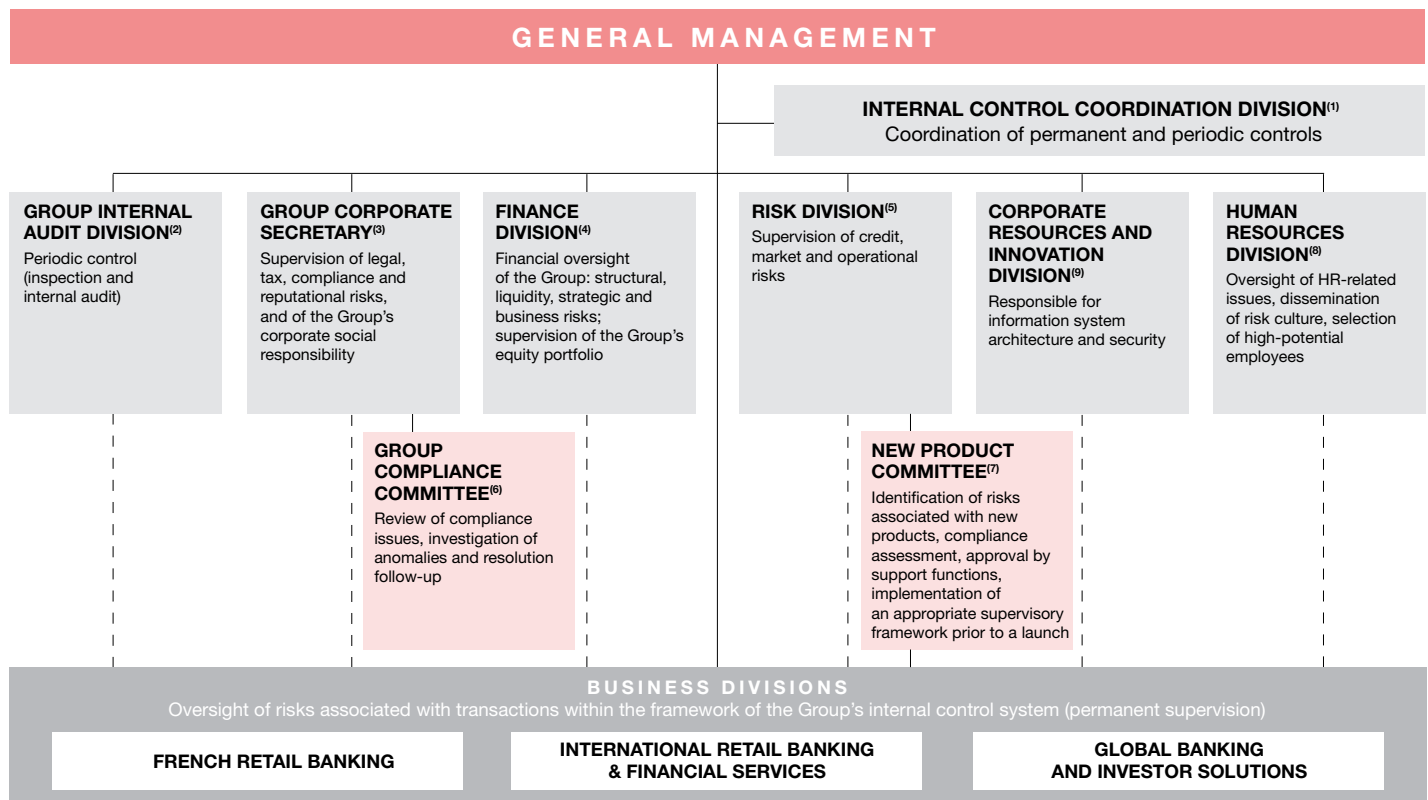 GENERAL MANAGEMENT
INTERNAL CONTROL COORDINATION DIVISION(1)
Coordination of permanent and periodic controls
GROUP INTERNAL
AUDIT DIVISION(2)
Periodic control
(inspection and
internal audit)
GROUP CORPORATE
SECRETARY(3)
Supervision of legal,
tax, compliance and
reputational risks,
and of the Group's
corporate social
responsibility
FINANCE
DIVISION(4)
Financial oversight
of the Group: structural,
liquidity, strategic and
business risks;
supervision of the Group's
equity portfolio
RISK DIVISION(5)
Supervision of credit,
market and operational
risks
CORPORATE
RESOURCES AND
INNOVATION
DIVISION(9)
Responsible for
information system
architecture and security
HUMAN
RESOURCES
DIVISION(8)
Oversight of HR-related
issues, dissemination
of risk culture, selection
of high-potential
employees
GROUP
COMPLIANCE
COMMITTEE(6)
Review of compliance
issues, investigation of
anomalies and resolution
follow-up
NEW PRODUCT
COMMITTEE(7)
Identification of risks
associated with new
products, compliance
assessment, approval by
support functions,
implementation of
an appropriate supervisory
framework prior to a launch
BUSINESS DIVISIONS
Oversight of risks associated with transactions within the framework of the Group's internal control system (permanent supervision)
FRENCH RETAIL BANKING
INTERNATIONAL RETAIL BANKING
& FINANCIAL SERVICES
GLOBAL BANKING
AND INVESTOR SOLUTIONS